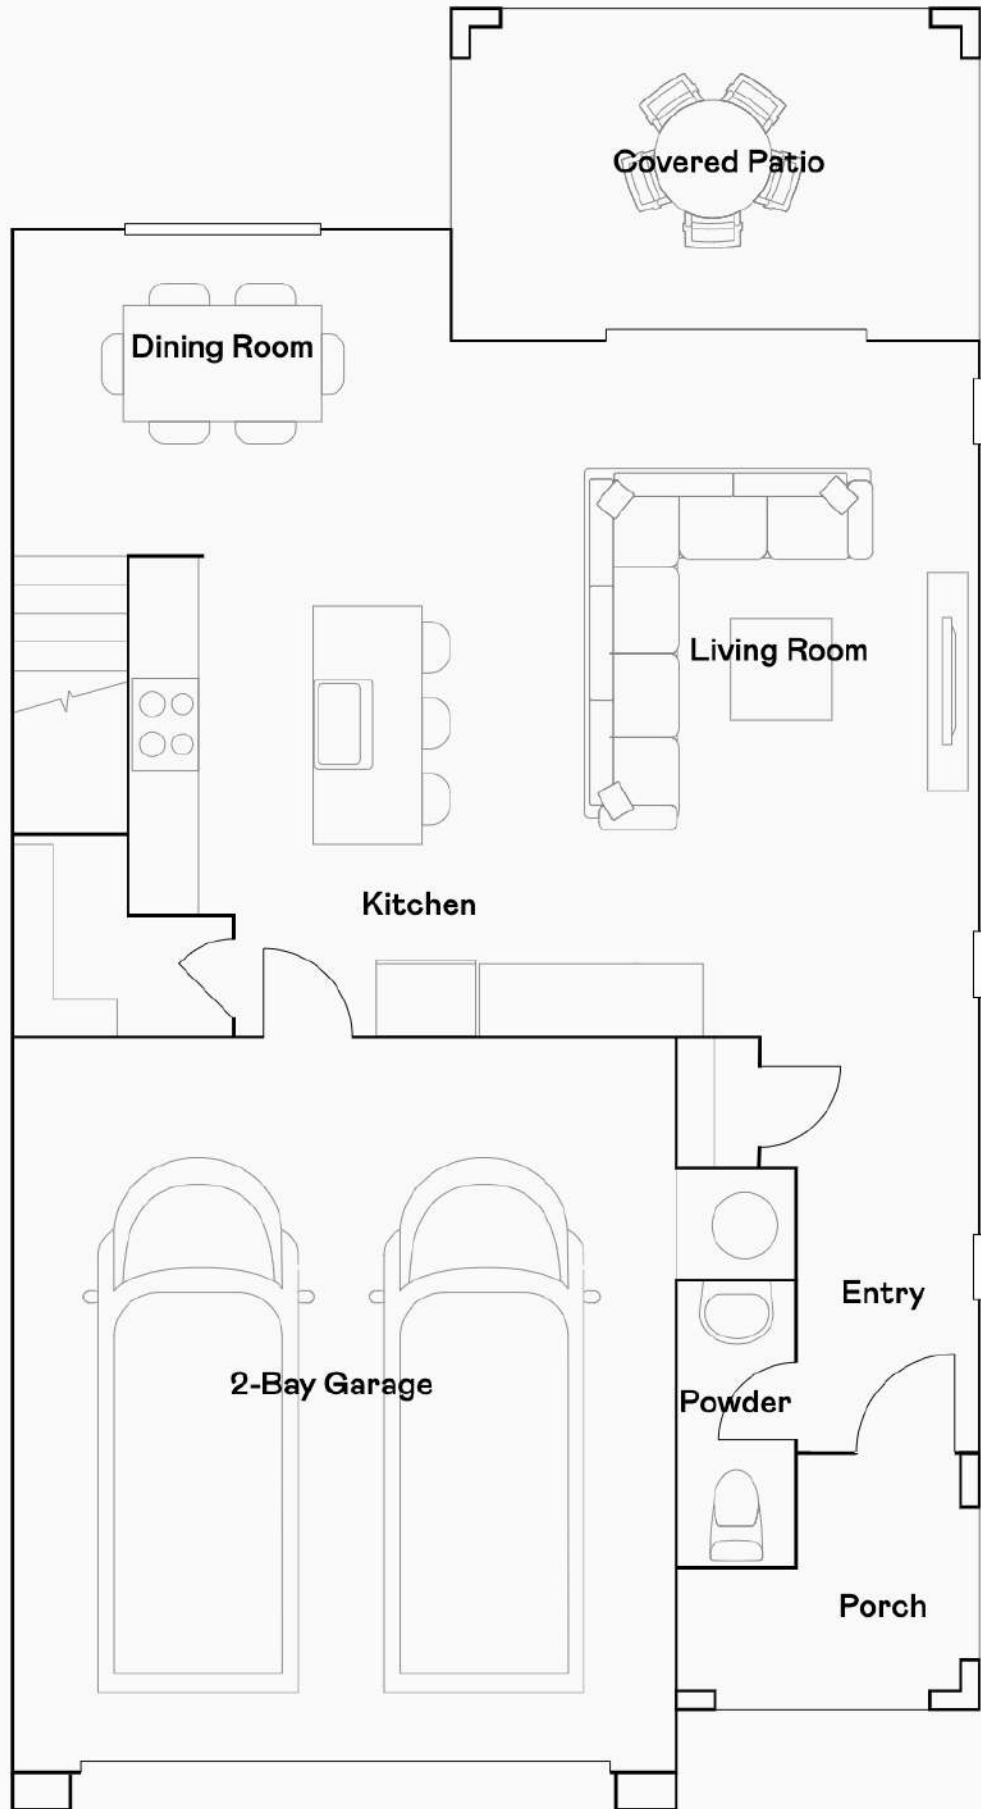 Covered Patio
Dining Room
Living Room
Kitchen
Entry
2-Bay Garage
Powder
Porch